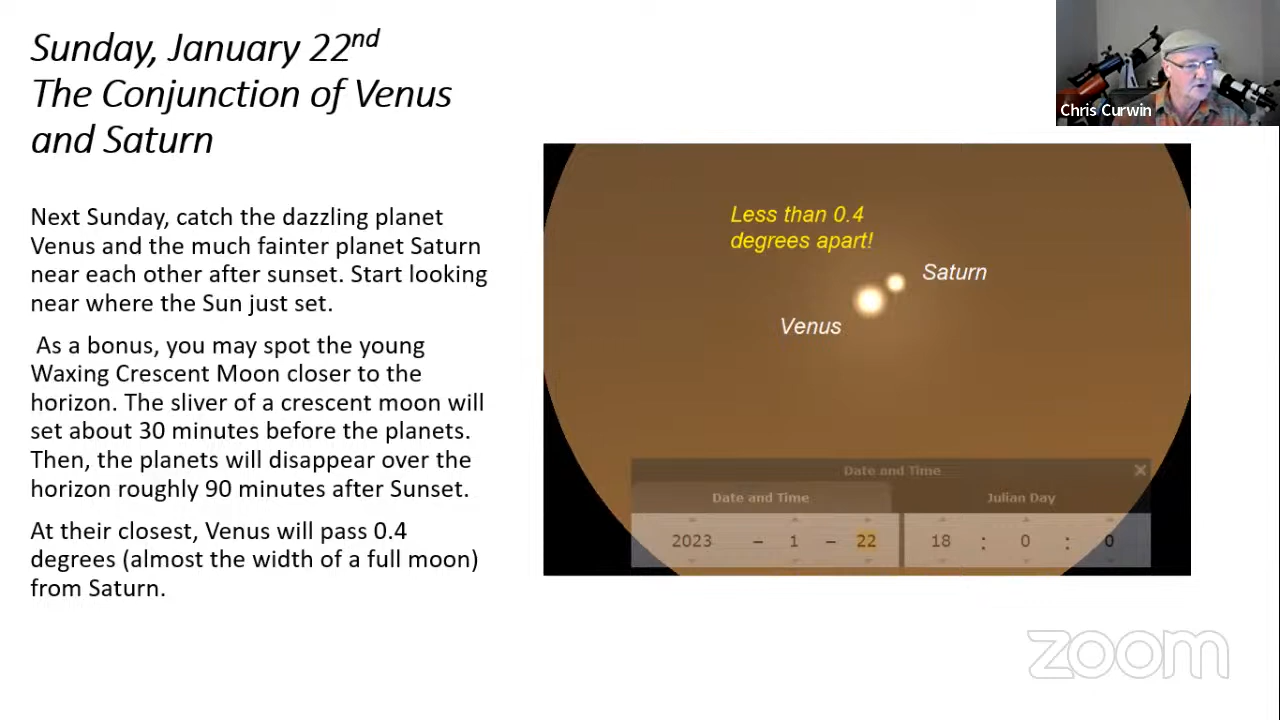 Sunday, January 22nd
The Conjunction of Venus
and Saturn
Chris Curwin
Next Sunday, catch the dazzling planet
Venus and the much fainter planet Saturn
near each other after sunset. Start looking
near where the Sun just set.
As a bonus, you may spot the young
Waxing Crescent Moon closer to the
horizon. The sliver of a crescent moon will
set about 30 minutes before the planets.
Then, the planets will disappear over the
horizon roughly 90 minutes after Sunset.
At their closest, Venus will pass 0.4
degrees (almost the width of a full moon)
from Saturn.
Less than 0.4
degrees apart!
Saturn
Venus
Date and Time
Date and Time Julian Day
2023 – 1 – 22 18 : 0 : 0
zoom